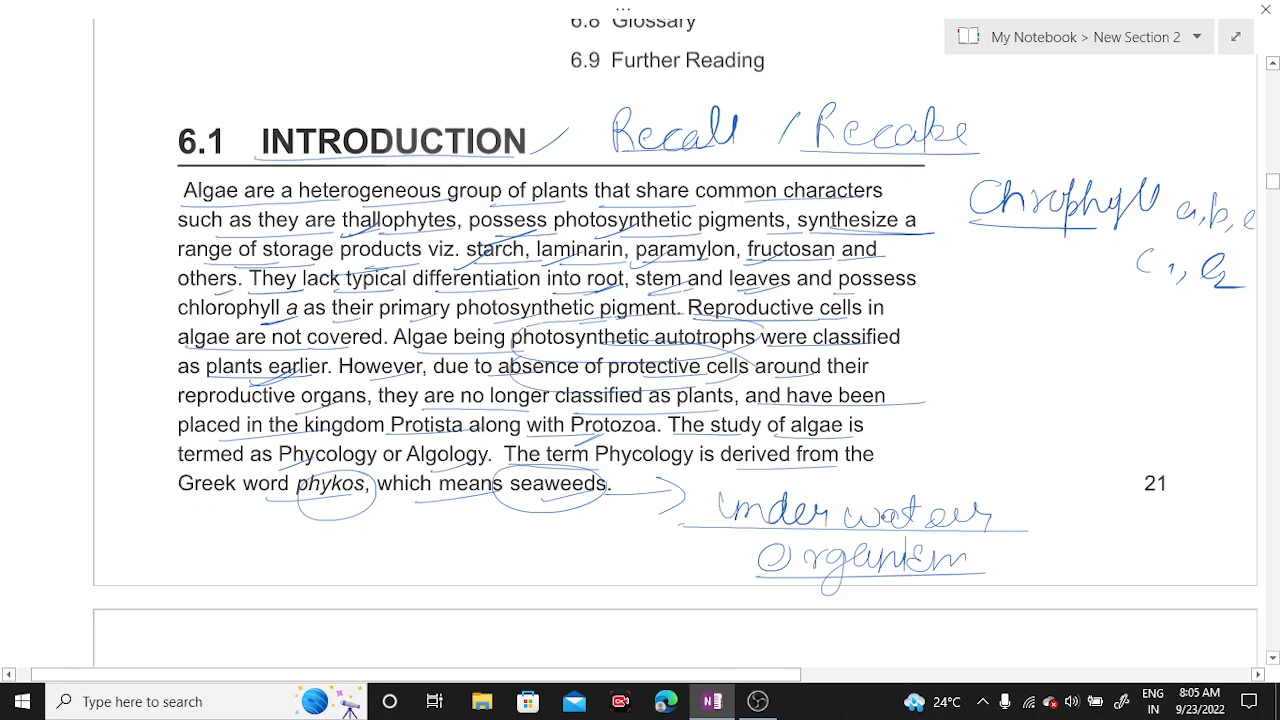 ...
6.8 Glossary
My Notebook > New Section 2
6.9 Further Reading
6.1 INTRODUCTION Recall / Recake
Algae are a heterogeneous group of plants that share common characters
such as they are thallophytes, possess photosynthetic pigments, synthesize a
range of storage products viz. starch, laminarin, paramylon, fructosan and
others. They lack typical differentiation into root, stem and leaves and possess
chlorophyll a as their primary photosynthetic pigment. Reproductive cells in
algae are not covered. Algae being photosynthetic autotrophs were classified
as plants earlier. However, due to absence of protective cells around their
reproductive organs, they are no longer classified as plants, and have been
placed in the kingdom Protista along with Protozoa. The study of algae is
termed as Phycology or Algology. The term Phycology is derived from the
Greek word phykos, which means seaweeds.
a, b, c
21
under water
organism
Type here to search
24°C
ENG
IN
8:05 AM
9/23/2022